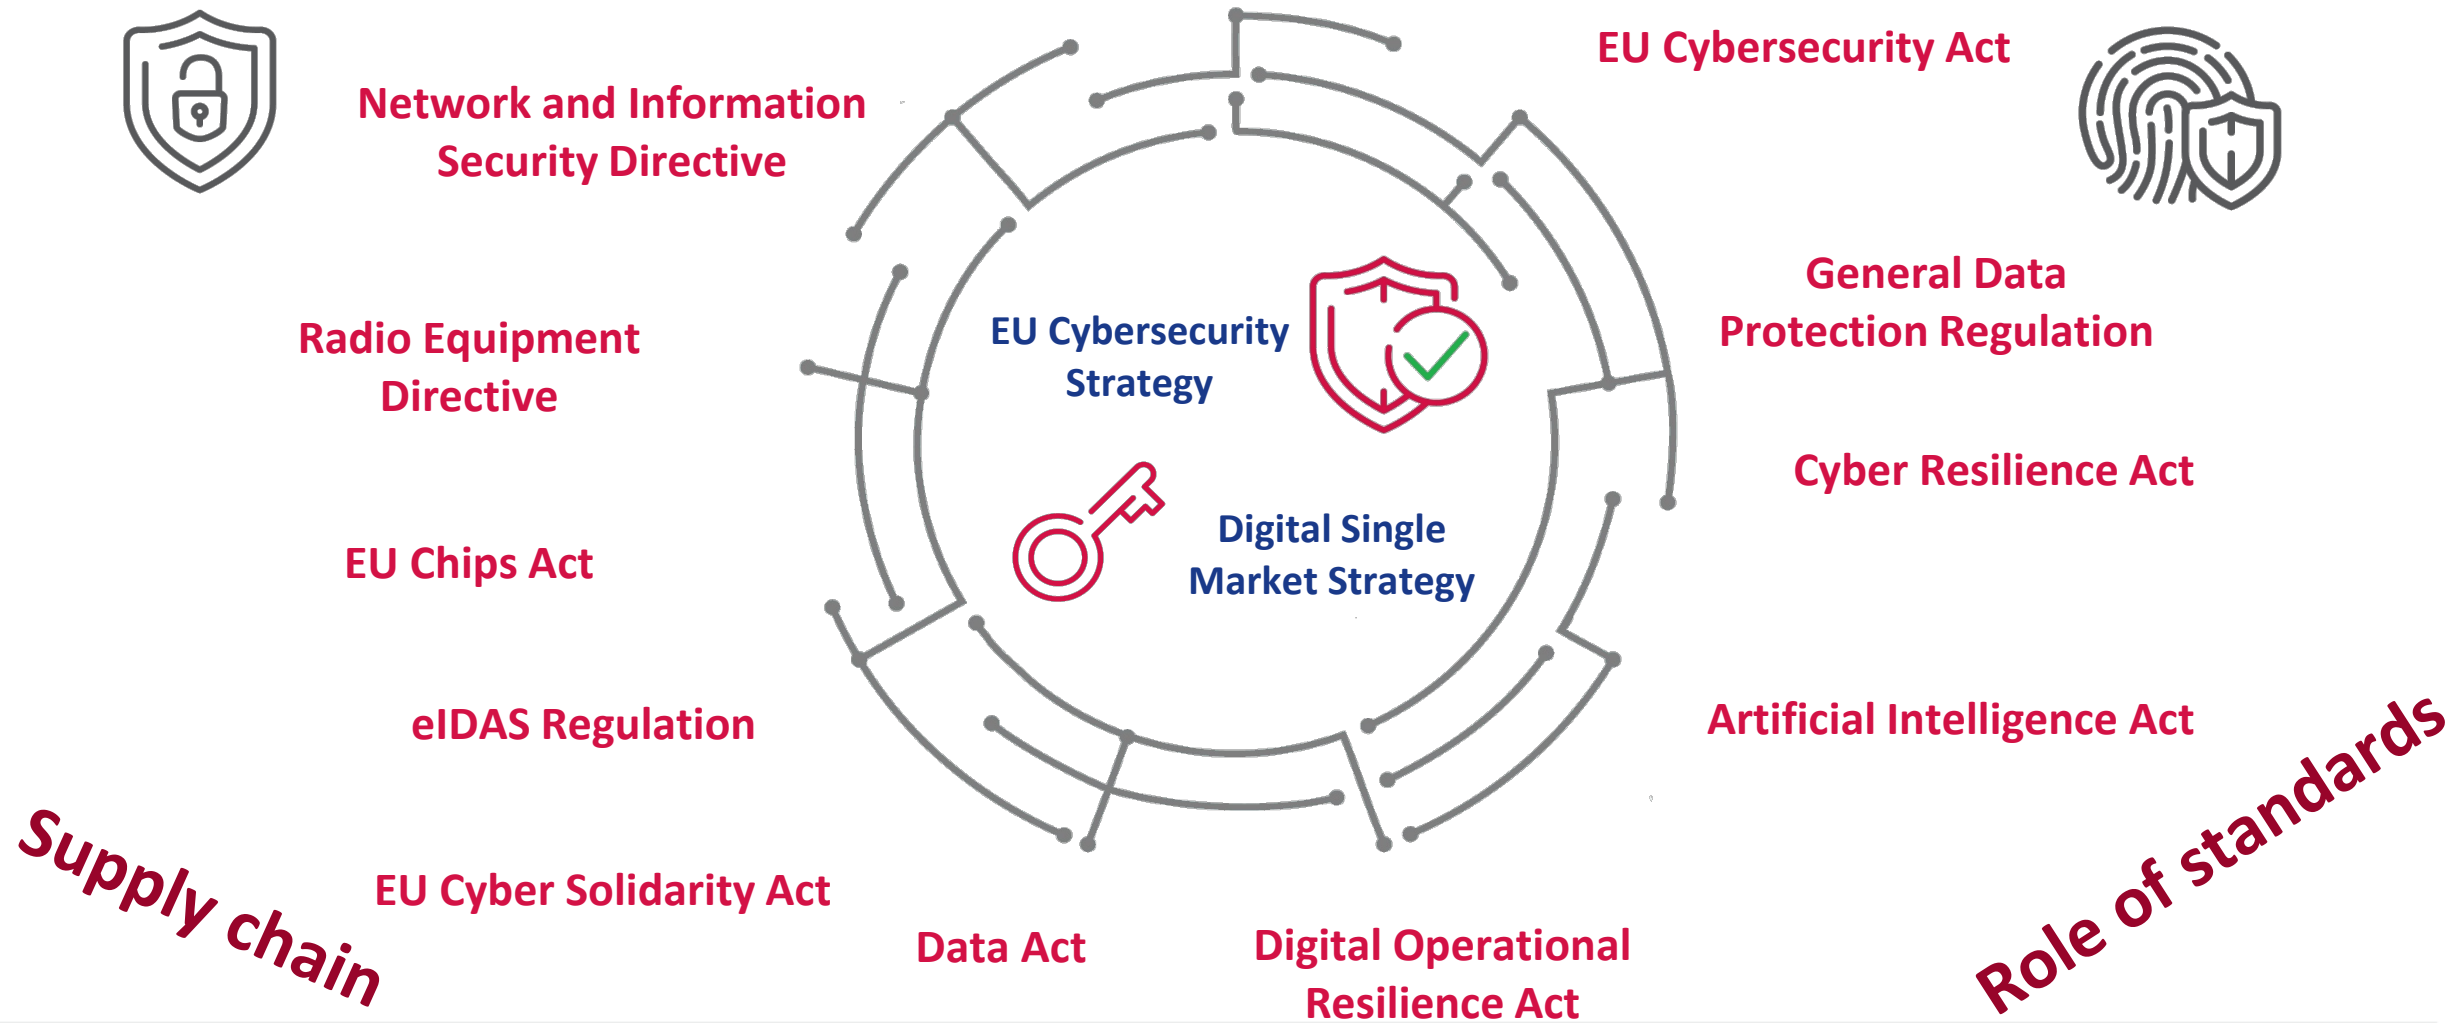 EU Cybersecurity Act
Network and Information
Security Directive
General Data
Protection Regulation
Radio Equipment
Directive
EU Cybersecurity
Strategy
Cyber Resilience Act
Digital Single
Market Strategy
EU Chips Act
eIDAS Regulation
Artificial Intelligence Act
Supply chain
Role of standards
EU Cyber Solidarity Act
Data Act
Digital Operational
Resilience Act